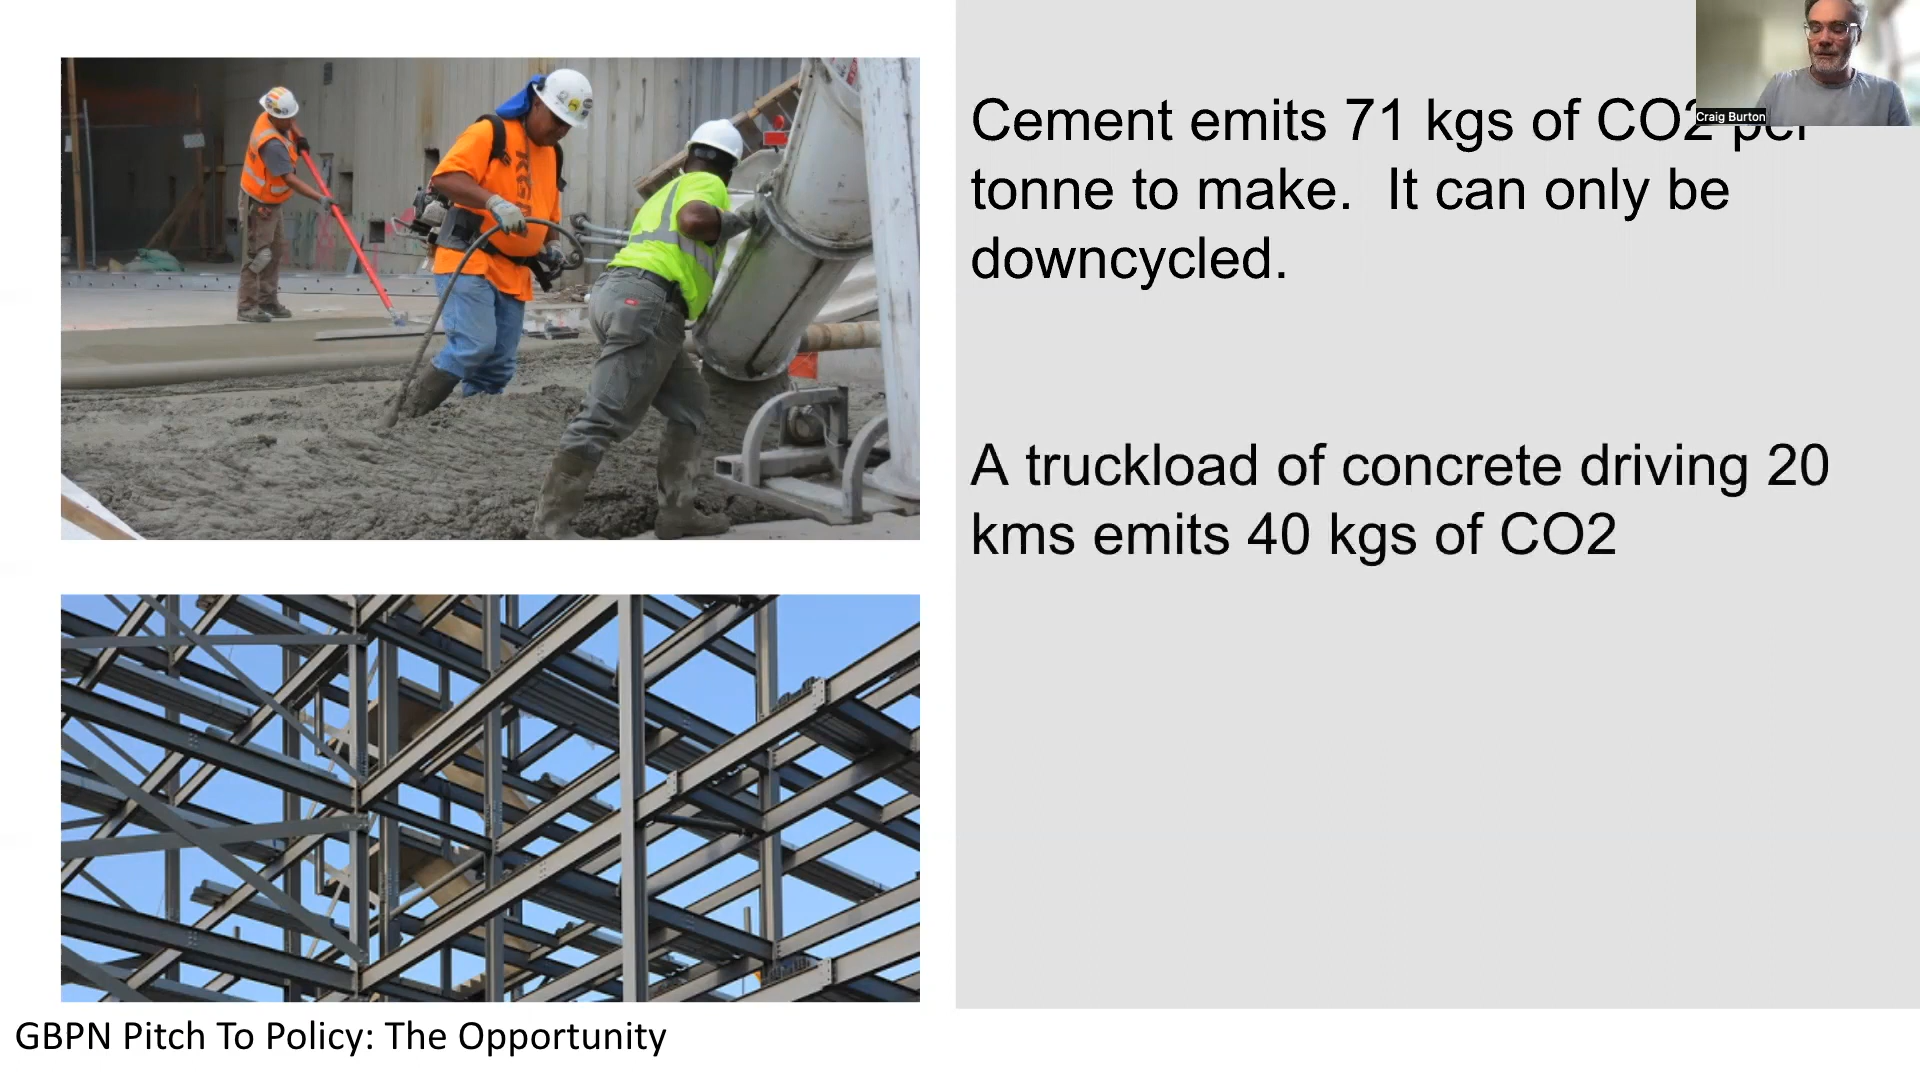 Craig Burton
Cement emits 71 kgs of CO2 per
tonne to make. It can only be
downcycled.
A truckload of concrete driving 20
kms emits 40 kgs of CO2
GBPN Pitch To Policy: The Opportunity